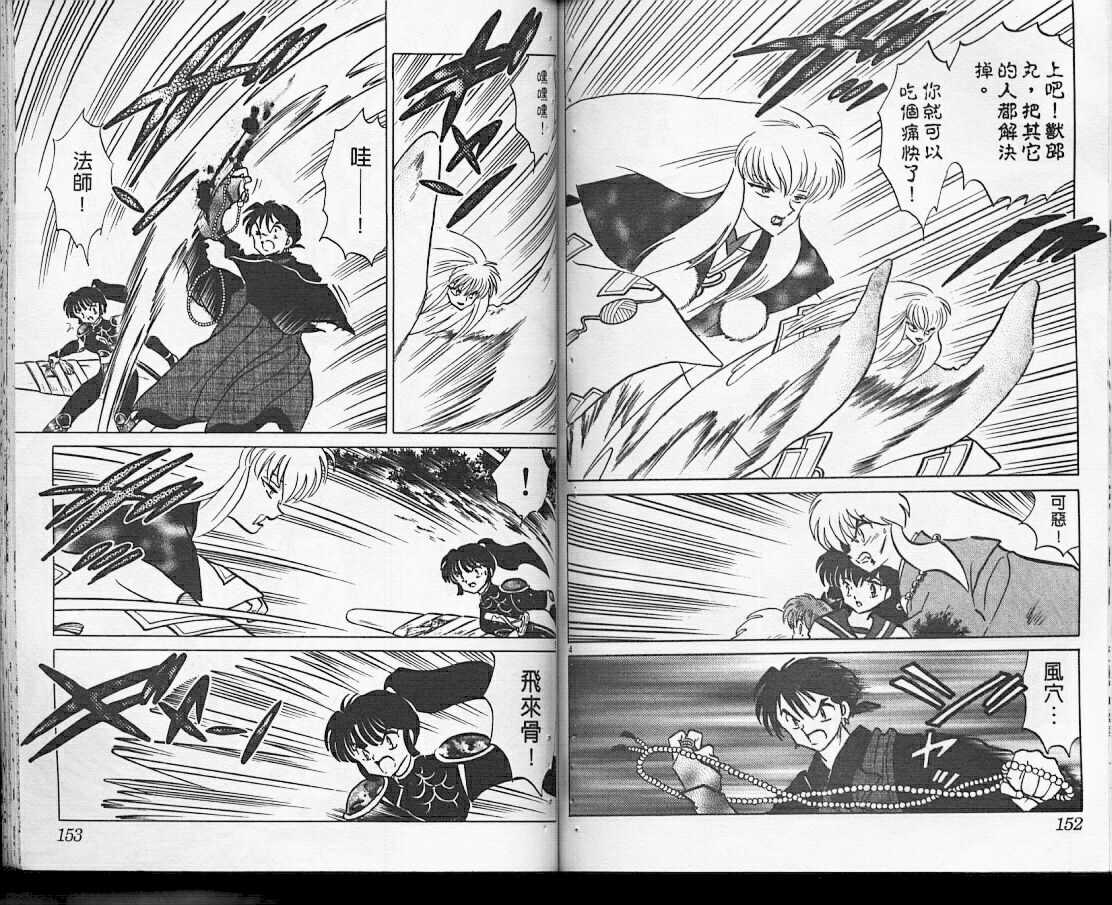 上吧！獸郎
丸，把其它
的人都解決
掉。
你就可以
吃個痛快了！
可惡！
風穴…
152
嘿嘿嘿！
哇——！
法師！
！
飛來骨！
153